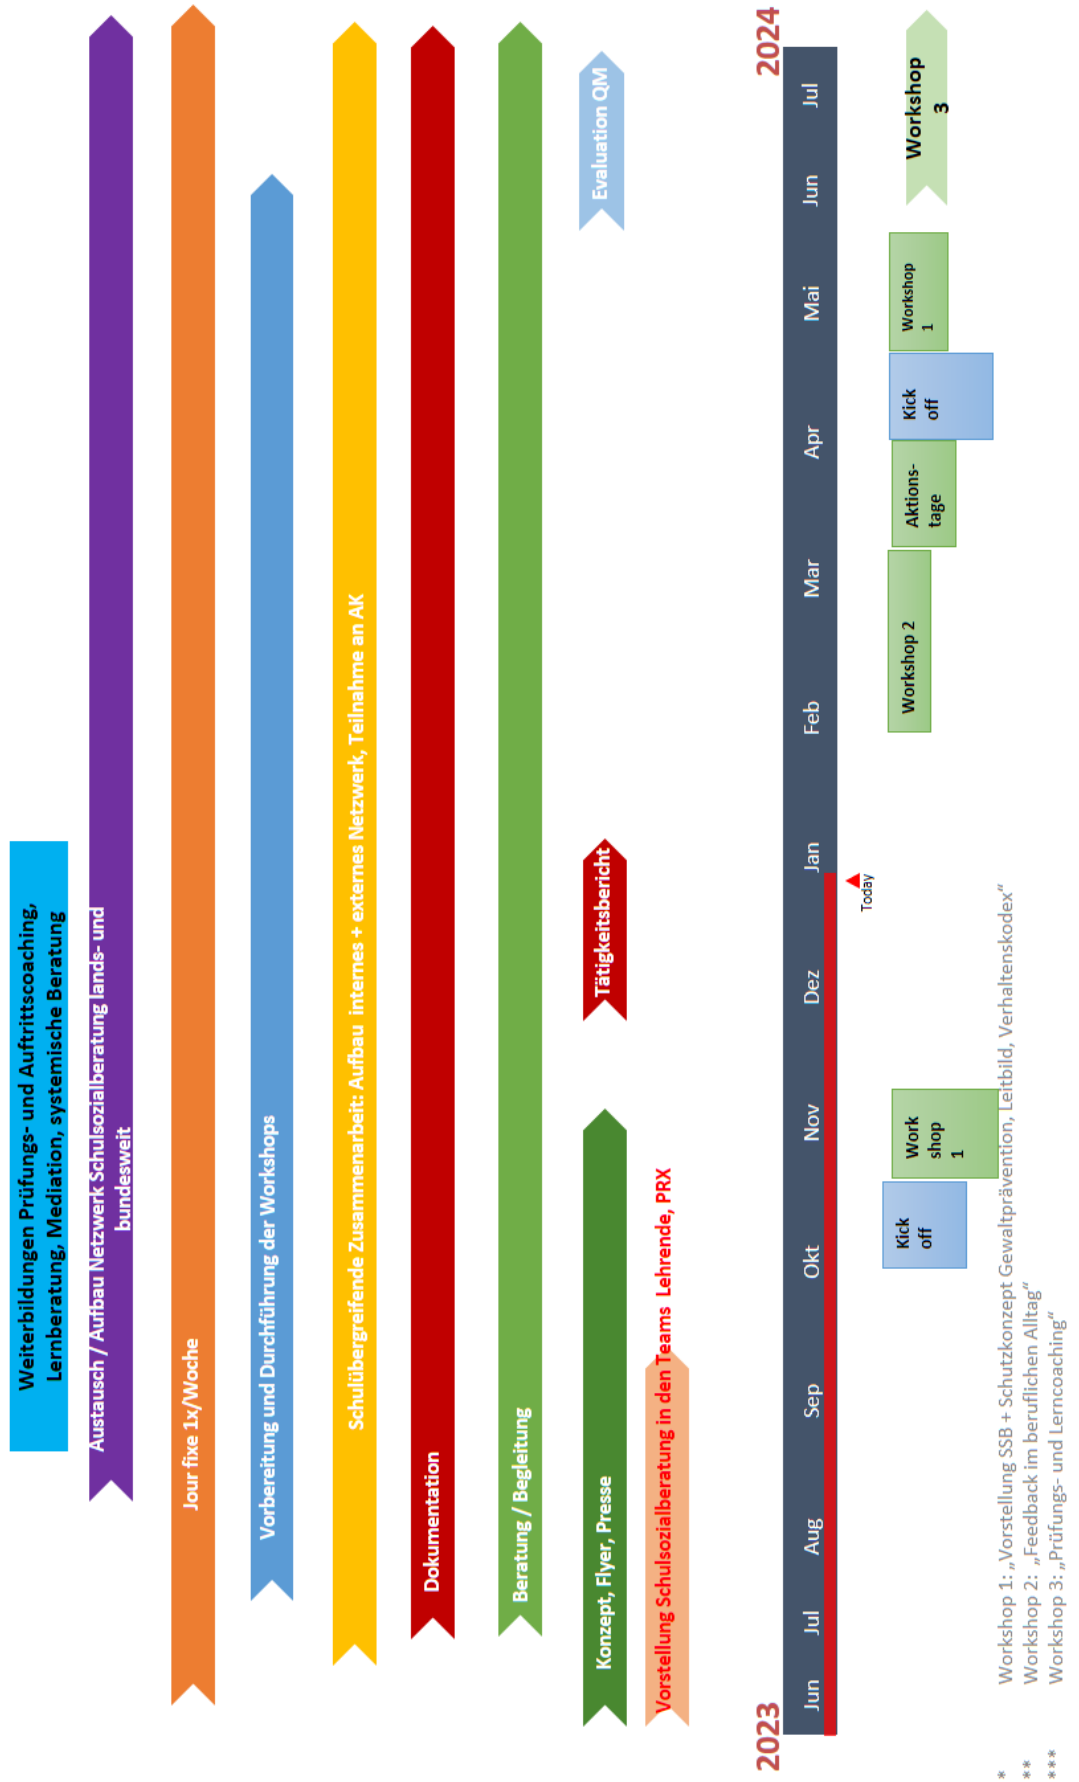 Weiterbildungen Prüfungs- und Auftrittscoaching,
Lernberatung, Mediation, systemische Beratung
Austausch / Aufbau Netzwerk Schulsozialberatung lands- und
bundesweit
Jour fixe 1x/Woche
Vorbereitung und Durchführung der Workshops
Schulübergreifende Zusammenarbeit: Aufbau internes + externes Netzwerk, Teilnahme an AK
Dokumentation
Beratung / Begleitung
Konzept, Flyer, Presse
Tätigkeitsbericht
Evaluation QM
Vorstellung Schulsozialberatung in den Teams Lehrende, PRX
2023
2024
Jun
Jul
Aug
Sep
Okt
Nov
Dez
Jan
Feb
Mar
Apr
Mai
Jun
Jul
Today
Kick
off
Work
shop
1
Workshop 2
Aktions-
tage
Kick
off
Workshop
1
Workshop
3
* Workshop 1: „Vorstellung SSB + Schutzkonzept Gewaltprävention, Leitbild, Verhaltenskodex“
** Workshop 2: „Feedback im beruflichen Alltag“
*** Workshop 3: „Prüfungs- und Lerncoaching“